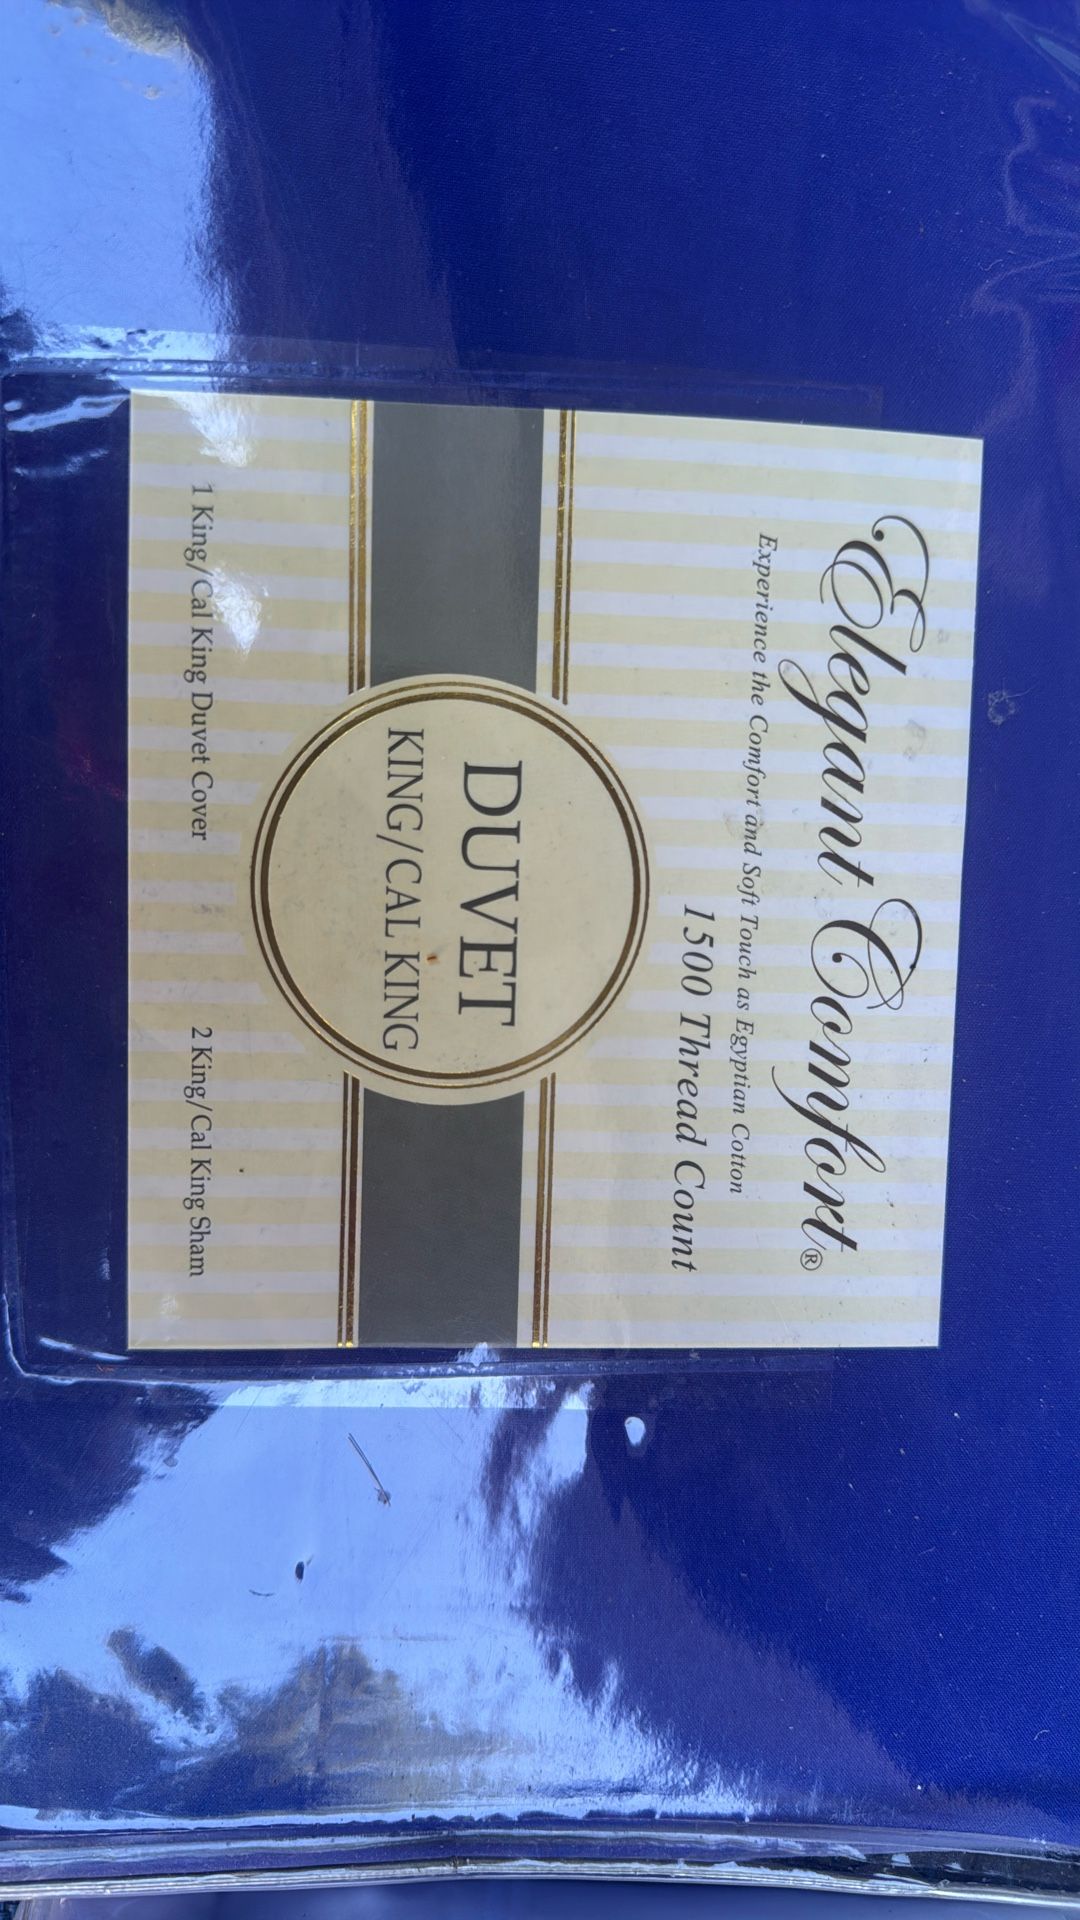 Elegant Comfort®
Experience the Comfort and Soft Touch as Egyptian Cotton
1500 Thread Count
DUVET
KING/CAL KING
1 King/Cal King Duvet Cover
2 King/Cal King Sham